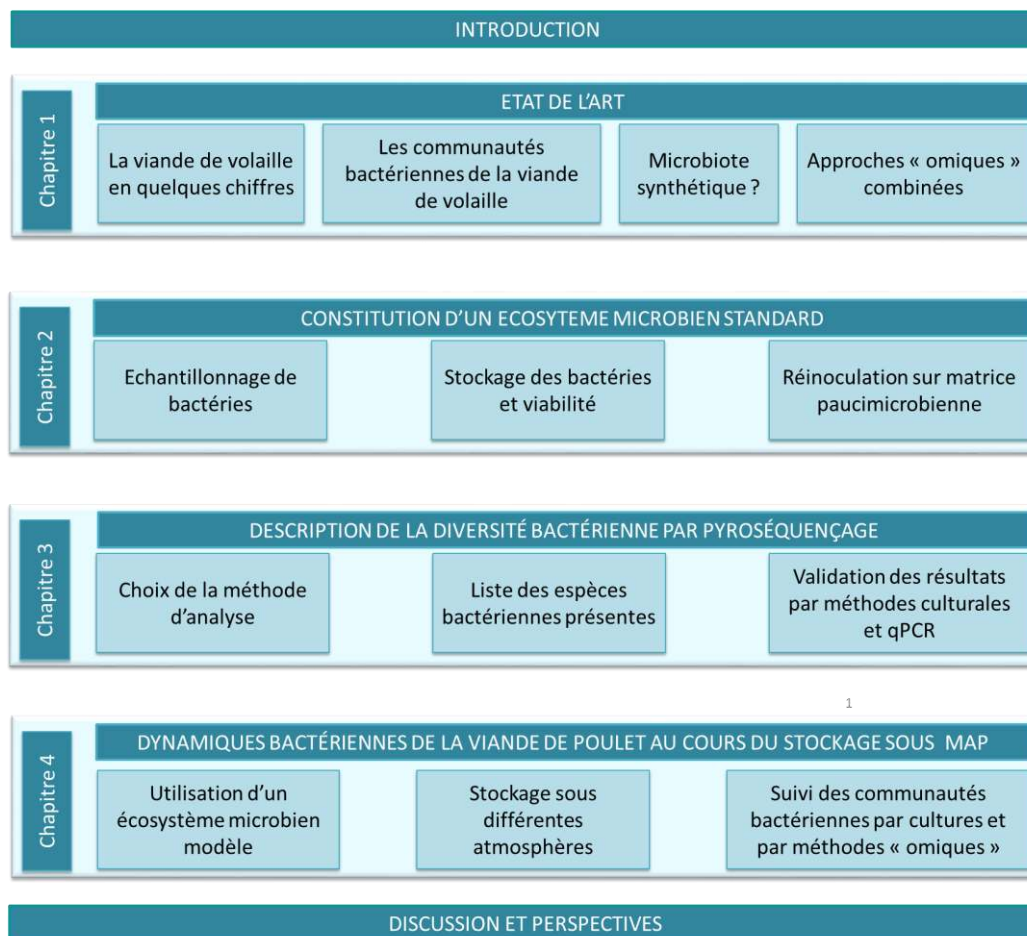 INTRODUCTION
Chapitre 1
ETAT DE L'ART
La viande de volaille
en quelques chiffres
Les communautés
bactériennes de la viande
de volaille
Microbiote
synthétique ?
Approches « omiques »
combinées
Chapitre 2
CONSTITUTION D'UN ECOSYTEME MICROBIEN STANDARD
Echantillonnage de
bactéries
Stockage des bactéries
et viabilité
Réinoculation sur matrice
paucimicrobienne
Chapitre 3
DESCRIPTION DE LA DIVERSITÉ BACTÉRIENNE PAR PYROSÉQUENÇAGE
Choix de la méthode
d'analyse
Liste des espèces
bactériennes présentes
Validation des résultats
par méthodes culturales
et qPCR
1
Chapitre 4
DYNAMIQUES BACTÉRIENNES DE LA VIANDE DE POULET AU COURS DU STOCKAGE SOUS MAP
Utilisation d'un
écosystème microbien
modèle
Stockage sous
différentes
atmosphères
Suivi des communautés
bactériennes par cultures et
par méthodes « omiques »
DISCUSSION ET PERSPECTIVES